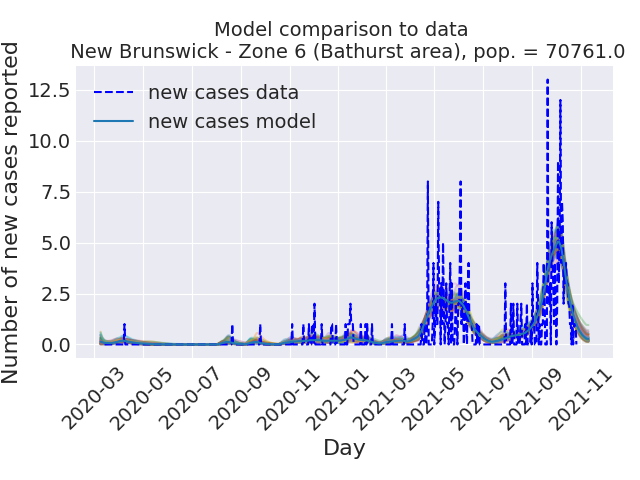 Model comparison to data
New Brunswick - Zone 6 (Bathurst area), pop. = 70761.0
Number of new cases reported
12.5
10.0
7.5
5.0
2.5
0.0
new cases data
new cases model
2020-03
2020-05
2020-07
2020-09
2020-11
2021-01
2021-03
2021-05
2021-07
2021-09
2021-11
Day